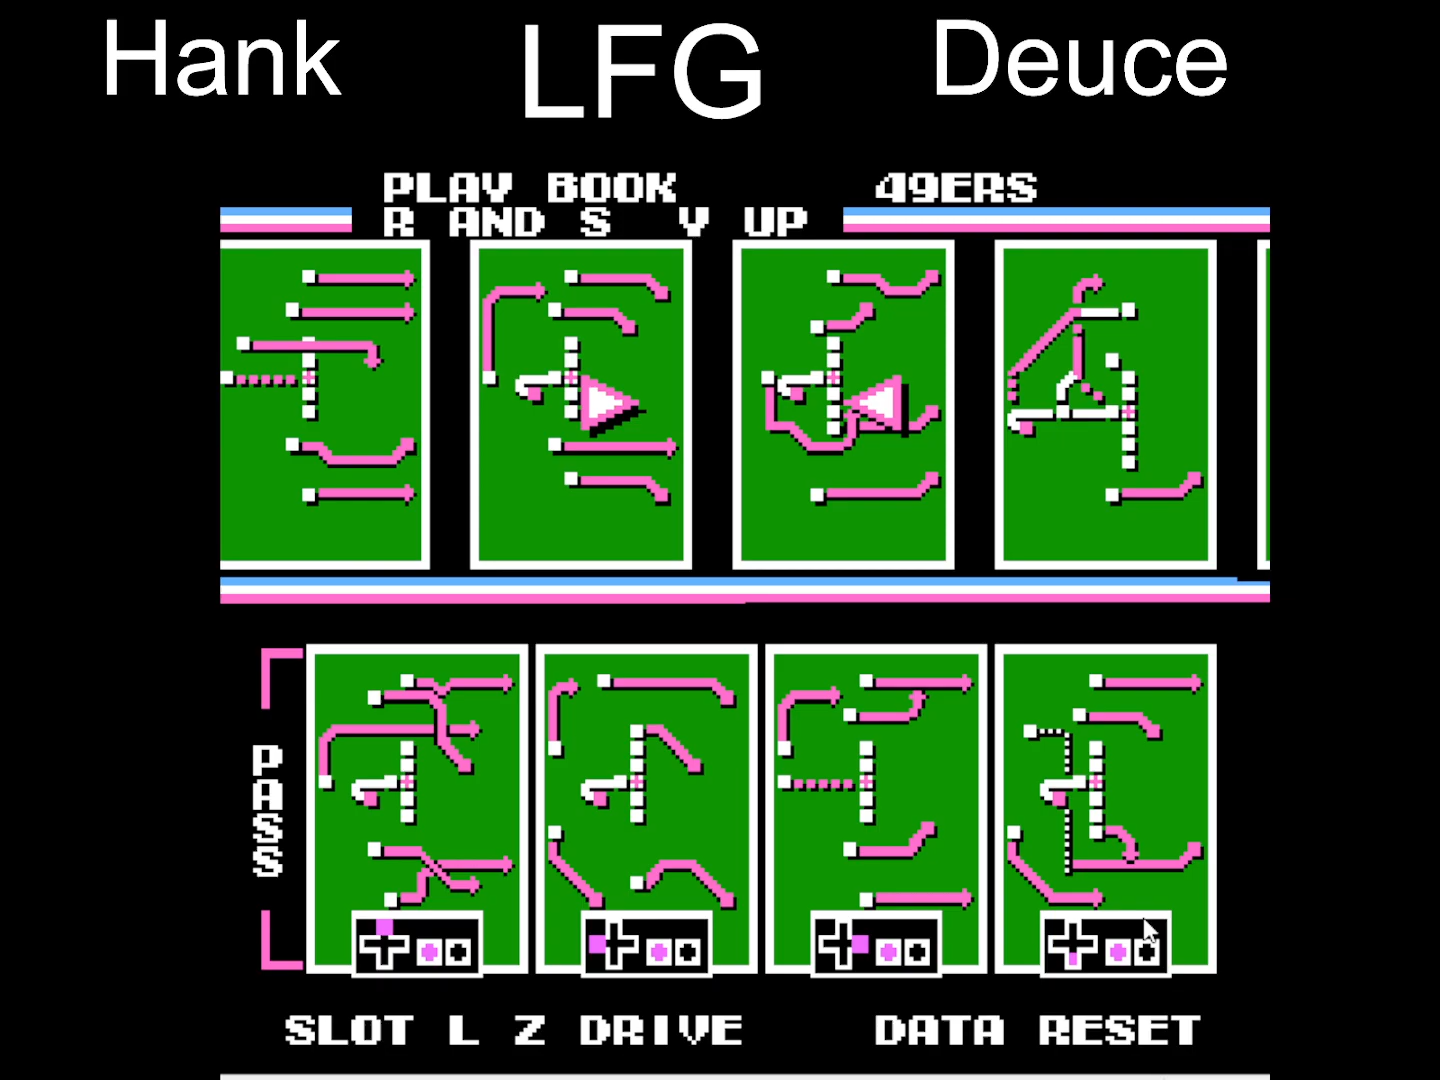 Hank LFG Deuce
PLAY BOOK 49ERS
R AND S Y UP
PASS
SLOT L Z DRIVE DATA RESET